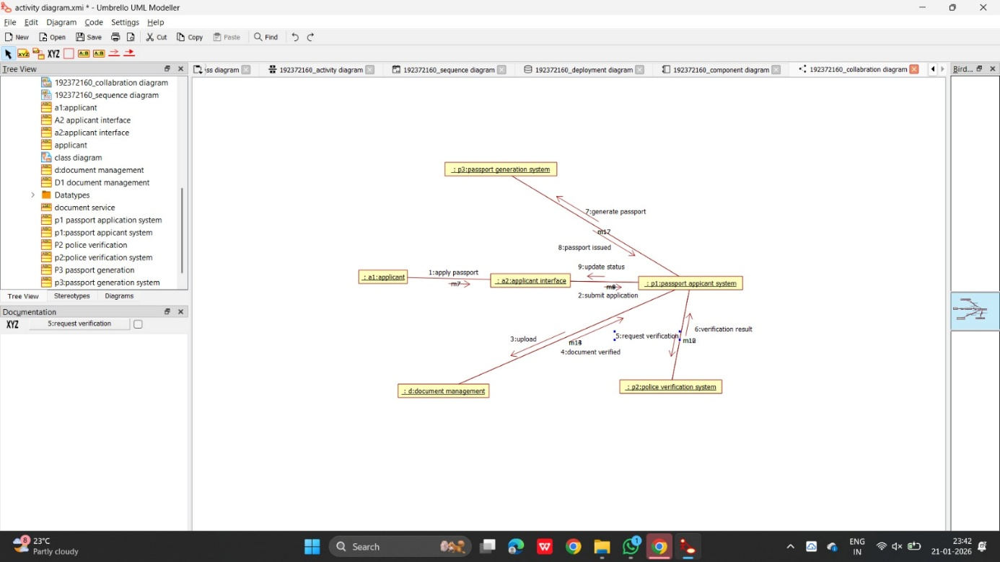 activity diagram.xmi * - Umbrello UML Modeller
File Edit Diagram Code Settings Help
New Open Save Cut Copy Paste Find
XYZ XYZ A:B A:B
Tree View
ss diagram 192372160_activity diagram 192372160_sequence diagram 192372160_deployment diagram 192372160_component diagram 192372160_collabration diagram
Bird...
192372160_collabration diagram
192372160_sequence diagram
a1:applicant
A2 applicant interface
a2:applicant interface
applicant
class diagram
d:document management
D1 document management
Datatypes
document service
p1 passport application system
p1:passport appicant system
P2 police verification
p2:police verification system
P3 passport generation
p3:passport generation system
Tree View Stereotypes Diagrams
Documentation
XYZ 5:request verification
: p3:passport generation system
7:generate passport
m17
8:passport issued
9:update status
1:apply passport
: a1:applicant
m7
: a2:applicant interface
: p1:passport appicant system
2:submit application
3:upload
5:request verification
6:verification result
4:document verified
: d:document management
: p2:police verification system
8
23°C
Partly cloudy
Search
1
ENG
IN
23:42
21-01-2026